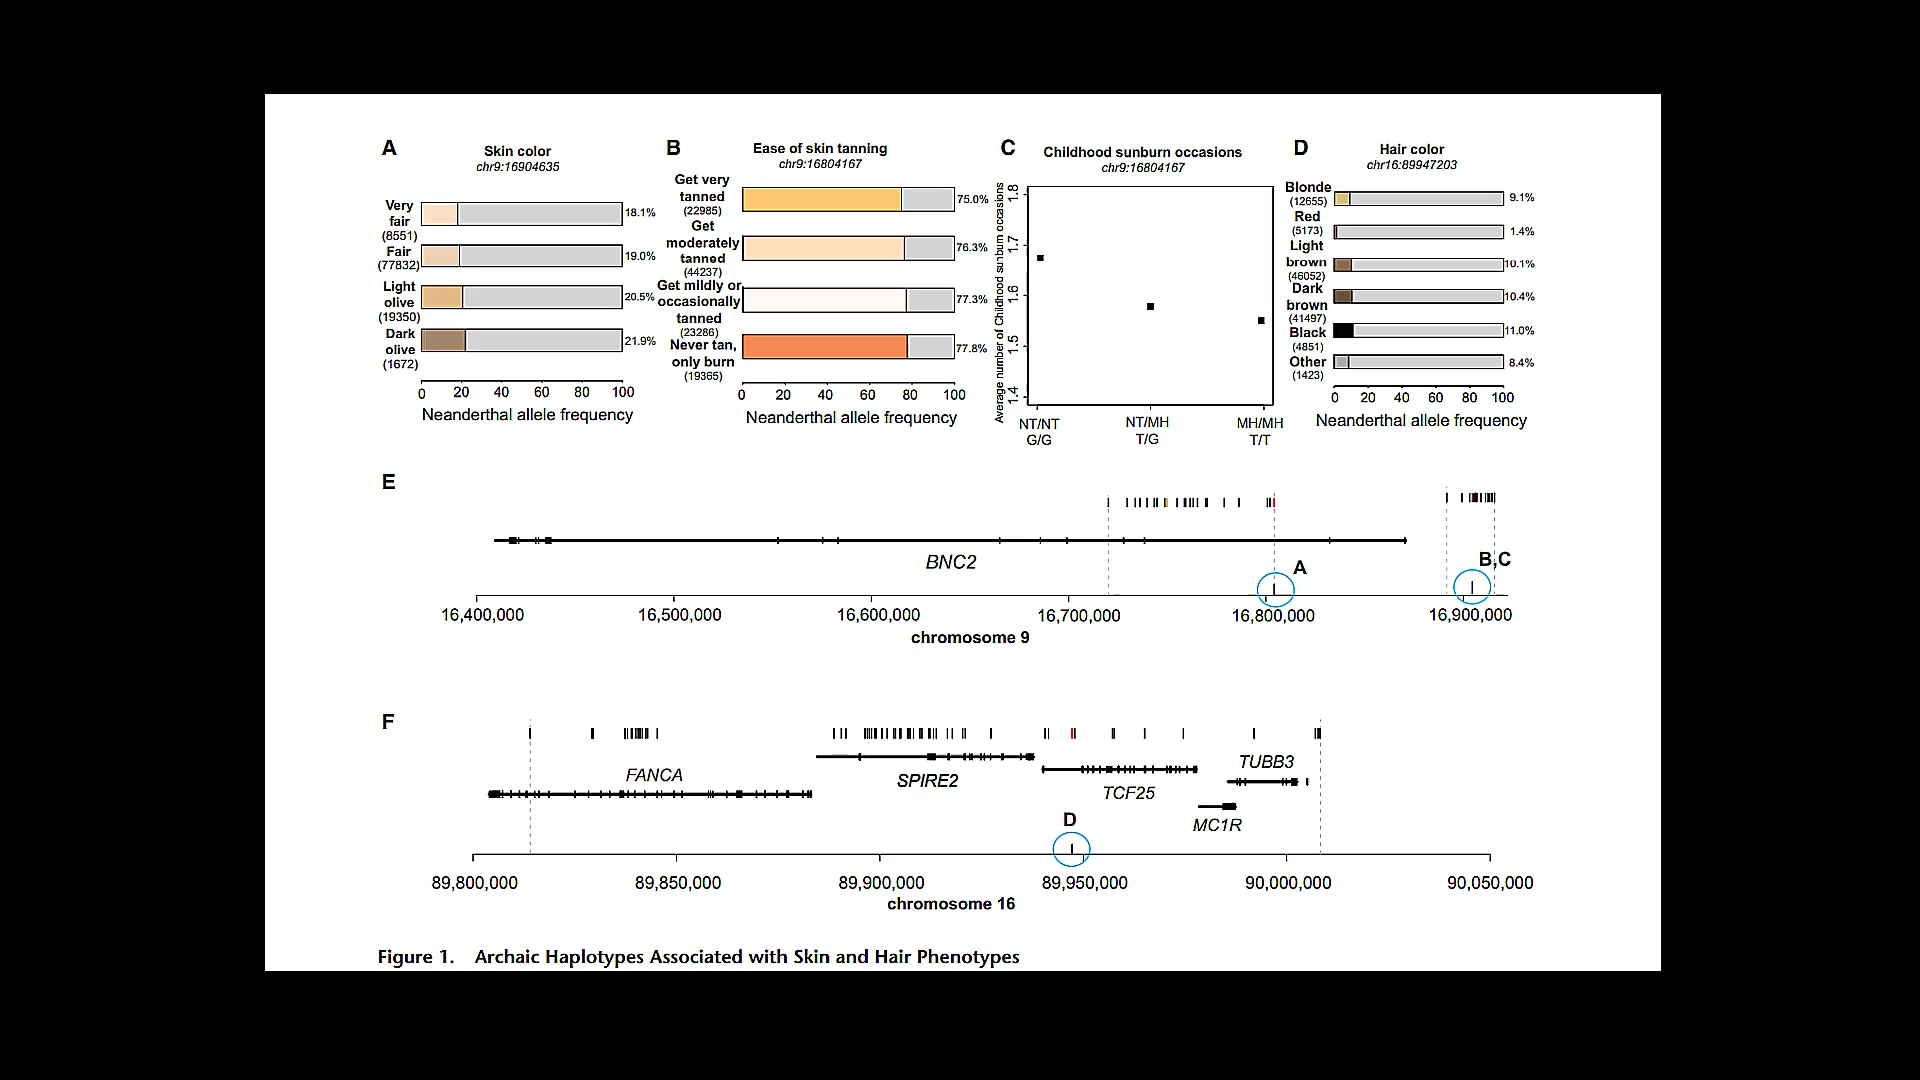 A
Skin color
chr9:16904635
Very
fair
(8551)
18.1%
Fair
(77832)
19.0%
Light
olive
(19350)
20.5%
Dark
olive
(1672)
21.9%
0 20 40 60 80 100
Neanderthal allele frequency
B
Ease of skin tanning
chr9:16804167
Get very
tanned
(22985)
75.0%
Get
moderately
tanned
(44237)
76.3%
Get mildly or
occasionally
tanned
(23286)
77.3%
Never tan,
only burn
(19365)
77.8%
0 20 40 60 80 100
Neanderthal allele frequency
C
Childhood sunburn occasions
chr9:16804167
Average number of Childhood sunburn occasions
1.8
1.7
1.6
1.5
1.4
NT/NT NT/MH MH/MH
G/G T/G T/T
D
Hair color
chr16:89947203
Blonde
(12655)
9.1%
Red
(5173)
1.4%
Light
brown
(46052)
10.1%
Dark
brown
(41497)
10.4%
Black
(4851)
11.0%
Other
(1423)
8.4%
0 20 40 60 80 100
Neanderthal allele frequency
E
BNC2
A
B,C
16,400,000 16,500,000 16,600,000 16,700,000 16,800,000 16,900,000
chromosome 9
F
FANCA
SPIRE2
TCF25
TUBB3
MC1R
D
89,800,000 89,850,000 89,900,000 89,950,000 90,000,000 90,050,000
chromosome 16
Figure 1. Archaic Haplotypes Associated with Skin and Hair Phenotypes